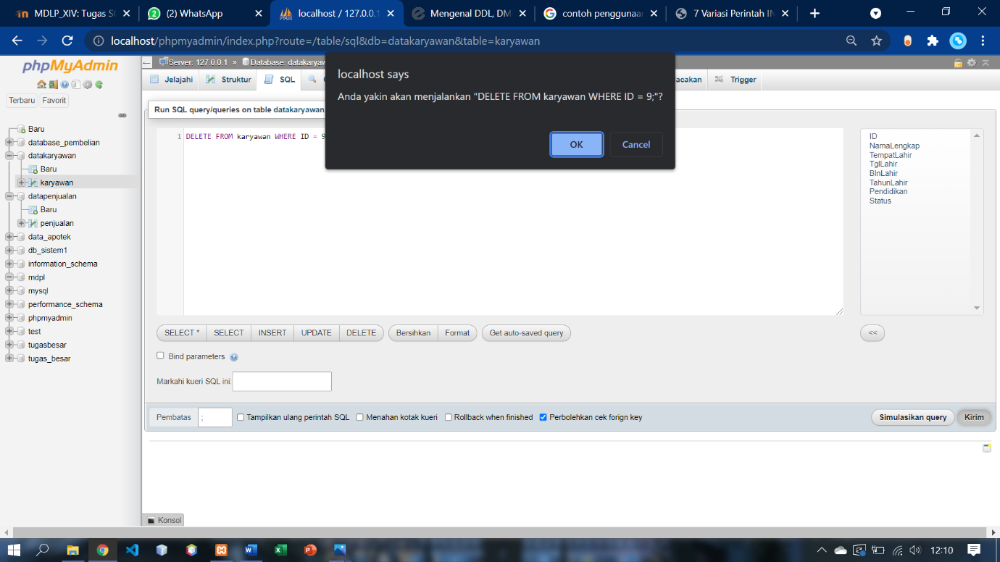 MDLP_XIV: Tugas S
(2) WhatsApp
localhost / 127.0.0.1
Mengenal DDL, DM
contoh penggunaan
7 Variasi Perintah IN
localhost/phpmyadmin/index.php?route=/table/sql&db=datakaryawan&table=karyawan
phpMyAdmin
Terbaru
Favorit
Baru
database_pembelian
datakaryawan
Baru
karyawan
datapenjualan
Baru
penjualan
data_apotek
db_sistem1
information_schema
mdpl
mysql
performance_schema
phpmyadmin
test
tugasbesar
tugas_besar
Server: 127.0.0.1 » Database: datakaryaw
Jelajahi
Struktur
SQL
acakan
Trigger
localhost says
Anda yakin akan menjalankan "DELETE FROM karyawan WHERE ID = 9;"?
OK
Cancel
Run SQL query/queries on table datakaryawan.
1 DELETE FROM karyawan WHERE ID = 9
ID
NamaLengkap
TempatLahir
TglLahir
BlnLahir
TahunLahir
Pendidikan
Status
SELECT *
SELECT
INSERT
UPDATE
DELETE
Bersihkan
Format
Get auto-saved query
<<
Bind parameters
Markahi kueri SQL ini:
Pembatas
;
Tampilkan ulang perintah SQL
Menahan kotak kueri
Rollback when finished
Perbolehkan cek forign key
Simulasikan query
Kirim
Konsol
12:10